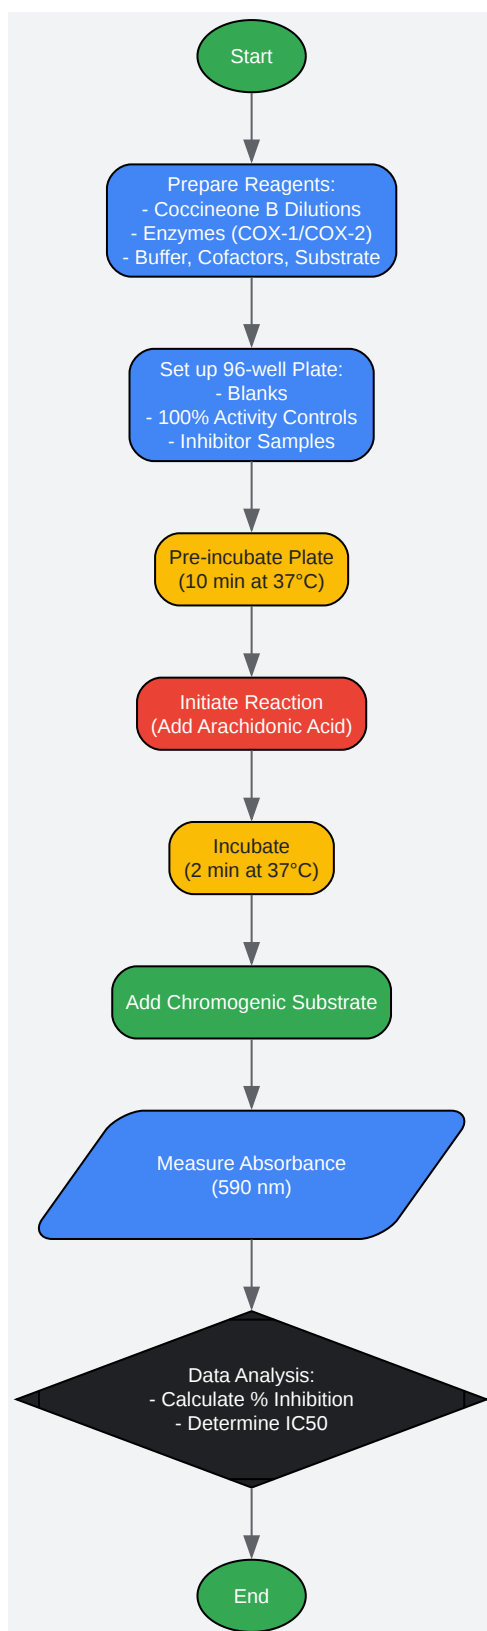 Start
Prepare Reagents:
- Coccineone B Dilutions
- Enzymes (COX-1/COX-2)
- Buffer, Cofactors, Substrate
Set up 96-well Plate:
- Blanks
- 100% Activity Controls
- Inhibitor Samples
Pre-incubate Plate
(10 min at 37°C)
Initiate Reaction
(Add Arachidonic Acid)
Incubate
(2 min at 37°C)
Add Chromogenic Substrate
Measure Absorbance
(590 nm)
Data Analysis:
- Calculate % Inhibition
- Determine IC50
End